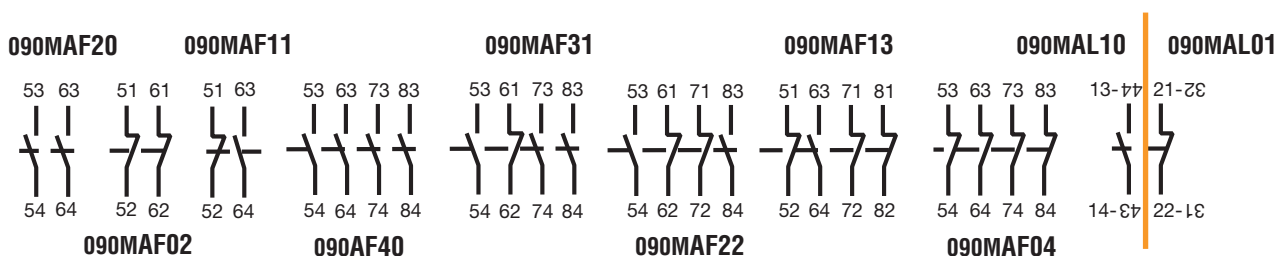 090MAF20 090MAF11 090MAF31 090MAF13 090MAL10 090MAL01
53 63 51 61 51 63 53 63 73 83 53 61 73 83 53 61 71 83 51 63 71 81 53 63 73 83 13-44 21-32
54 64 52 62 52 64 54 64 74 84 54 62 74 84 54 62 72 84 52 64 72 82 54 64 74 84 14-43 22-31
090MAF02 090AF40 090MAF22 090MAF04